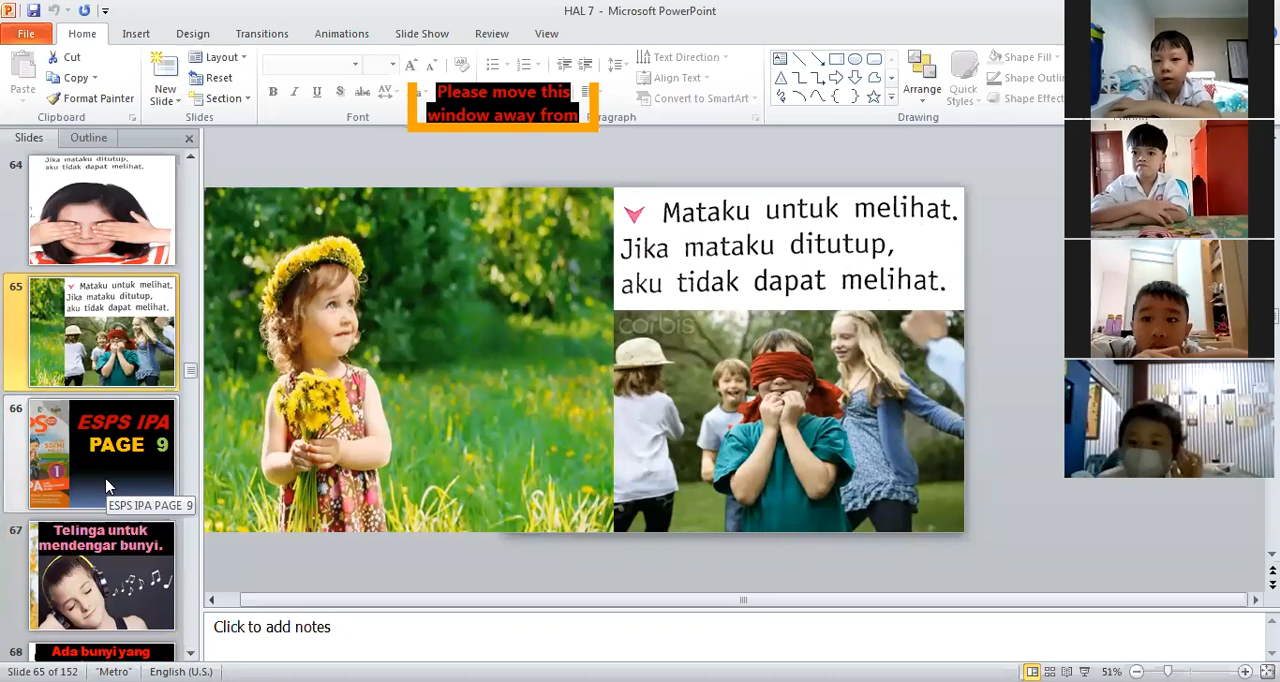 HAL 7 - Microsoft PowerPoint
File Home Insert Design Transitions Animations Slide Show Review View
Cut
Copy
Format Painter
Paste
Clipboard
New
Slide
Layout
Reset
Section
Slides
B I U S abc AV
Font
Please move this
window away from
Paragraph
Text Direction
Align Text
Convert to SmartArt
Arrange
Quick
Styles
Shape Fill
Shape Outli
Shape Effec
Drawing
Slides Outline
64
Jika mataku ditutup,
aku tidak dapat melihat.
65
Mataku untuk melihat.
Jika mataku ditutup,
aku tidak dapat melihat.
66
ESPS IPA
PAGE 9
1
ESPS IPA PAGE 9
67
Telinga untuk
mendengar bunyi.
68
Ada bunyi yang
Mataku untuk melihat.
Jika mataku ditutup,
aku tidak dapat melihat.
corbis
Click to add notes
Slide 65 of 152 "Metro" English (U.S.) 51%